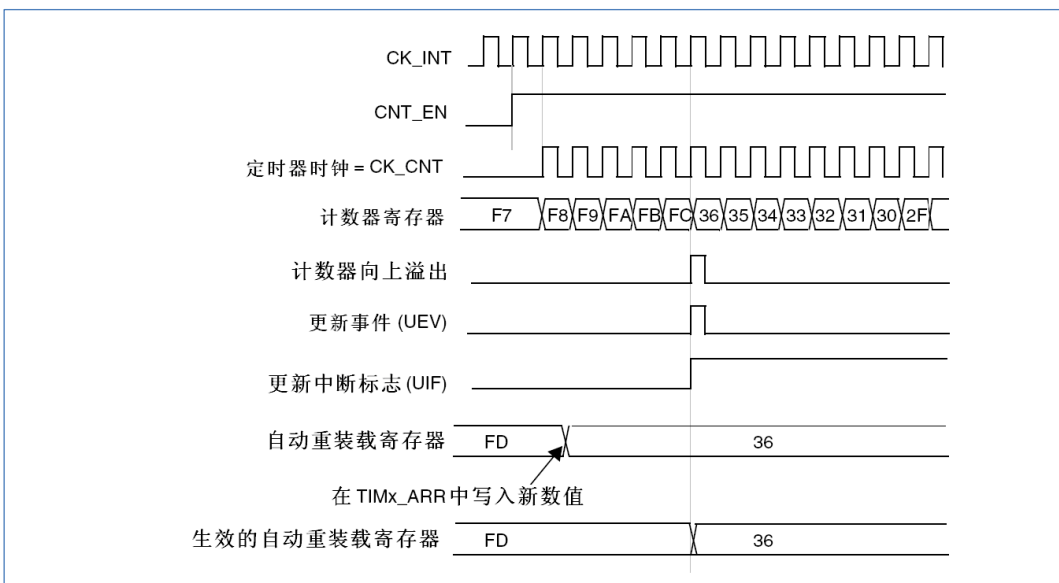 CK_INT
CNT_EN
定时器时钟 = CK_CNT
计数器寄存器 F7 F8 F9 FA FB FC 36 35 34 33 32 31 30 2F
计数器向上溢出
更新事件 (UEV)
更新中断标志 (UIF)
自动重装载寄存器 FD 36
在 TIMx_ARR 中写入新数值
生效的自动重装载寄存器 FD 36